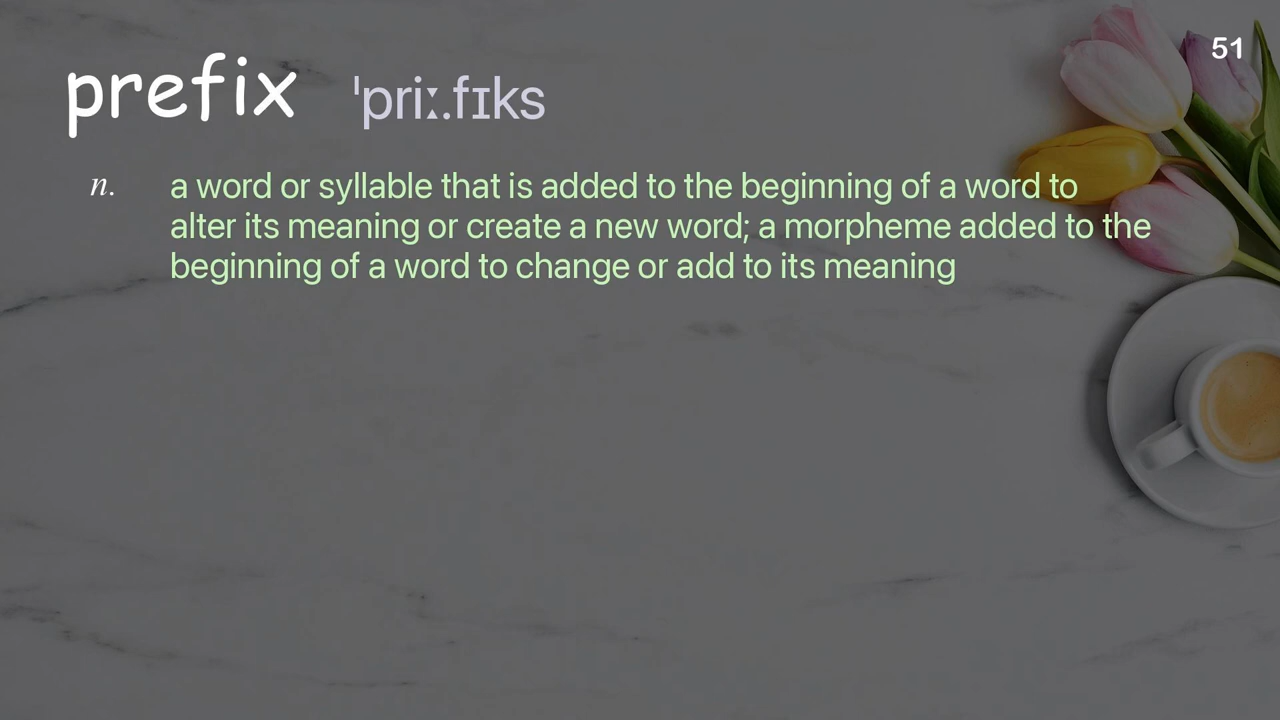 51
prefix ˈpriː.fɪks
n. a word or syllable that is added to the beginning of a word to
alter its meaning or create a new word; a morpheme added to the
beginning of a word to change or add to its meaning